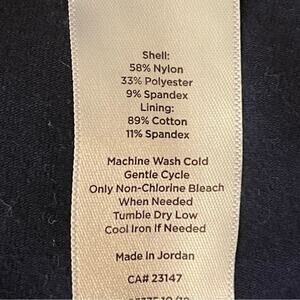 Shell:
58% Nylon
33% Polyester
9% Spandex
Lining:
89% Cotton
11% Spandex
Machine Wash Cold
Gentle Cycle
Only Non-Chlorine Bleach
When Needed
Tumble Dry Low
Cool Iron If Needed
Made In Jordan
CA# 23147